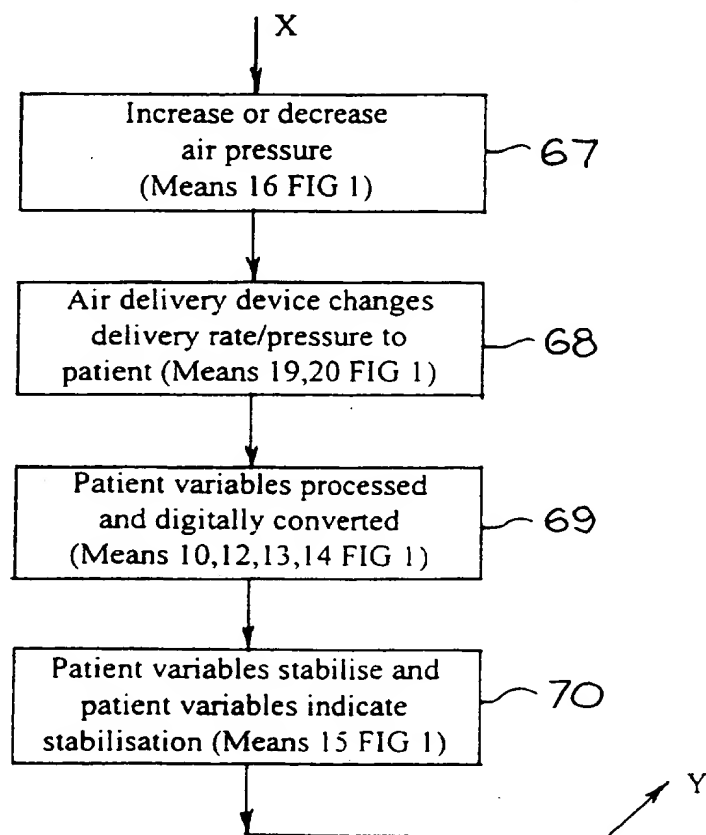 X
Increase or decrease
air pressure
(Means 16 FIG 1)
67
Air delivery device changes
delivery rate/pressure to
patient (Means 19,20 FIG 1)
68
Patient variables processed
and digitally converted
(Means 10,12,13,14 FIG 1)
69
Patient variables stabilise and
patient variables indicate
stabilisation (Means 15 FIG 1)
70
Y